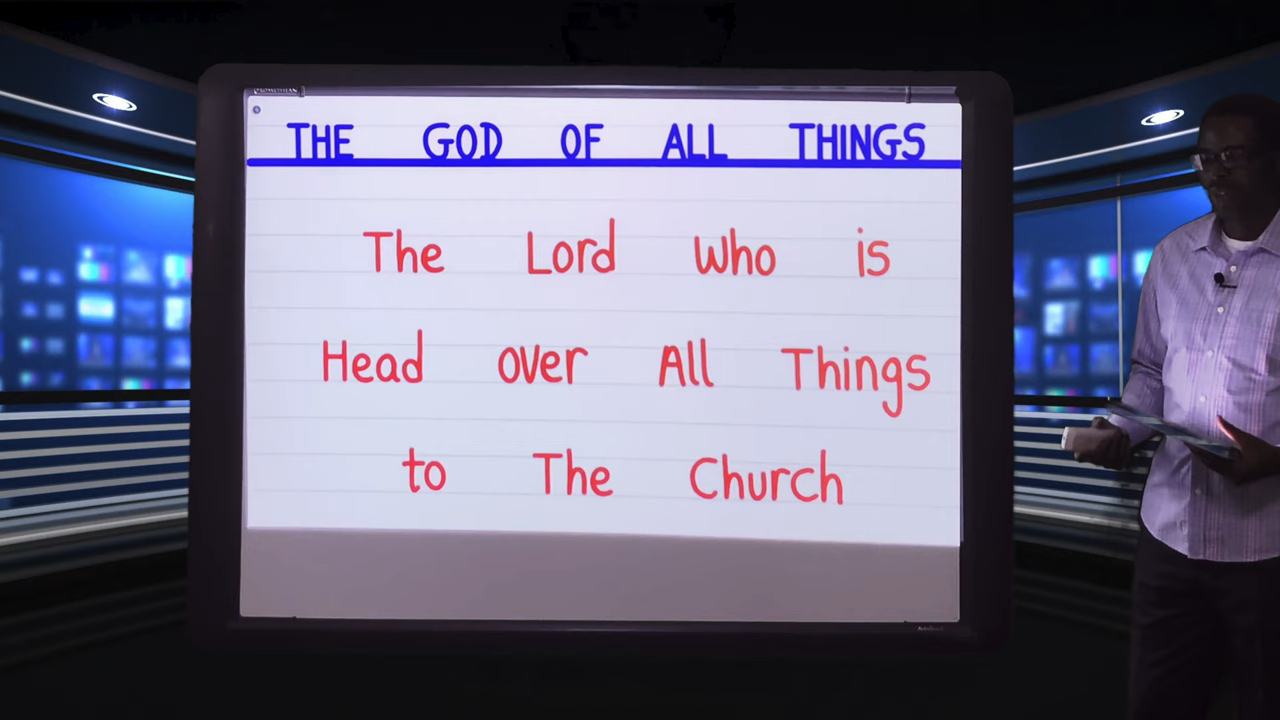 THE GOD OF ALL THINGS
The Lord Who is
Head over All Things
to The Church